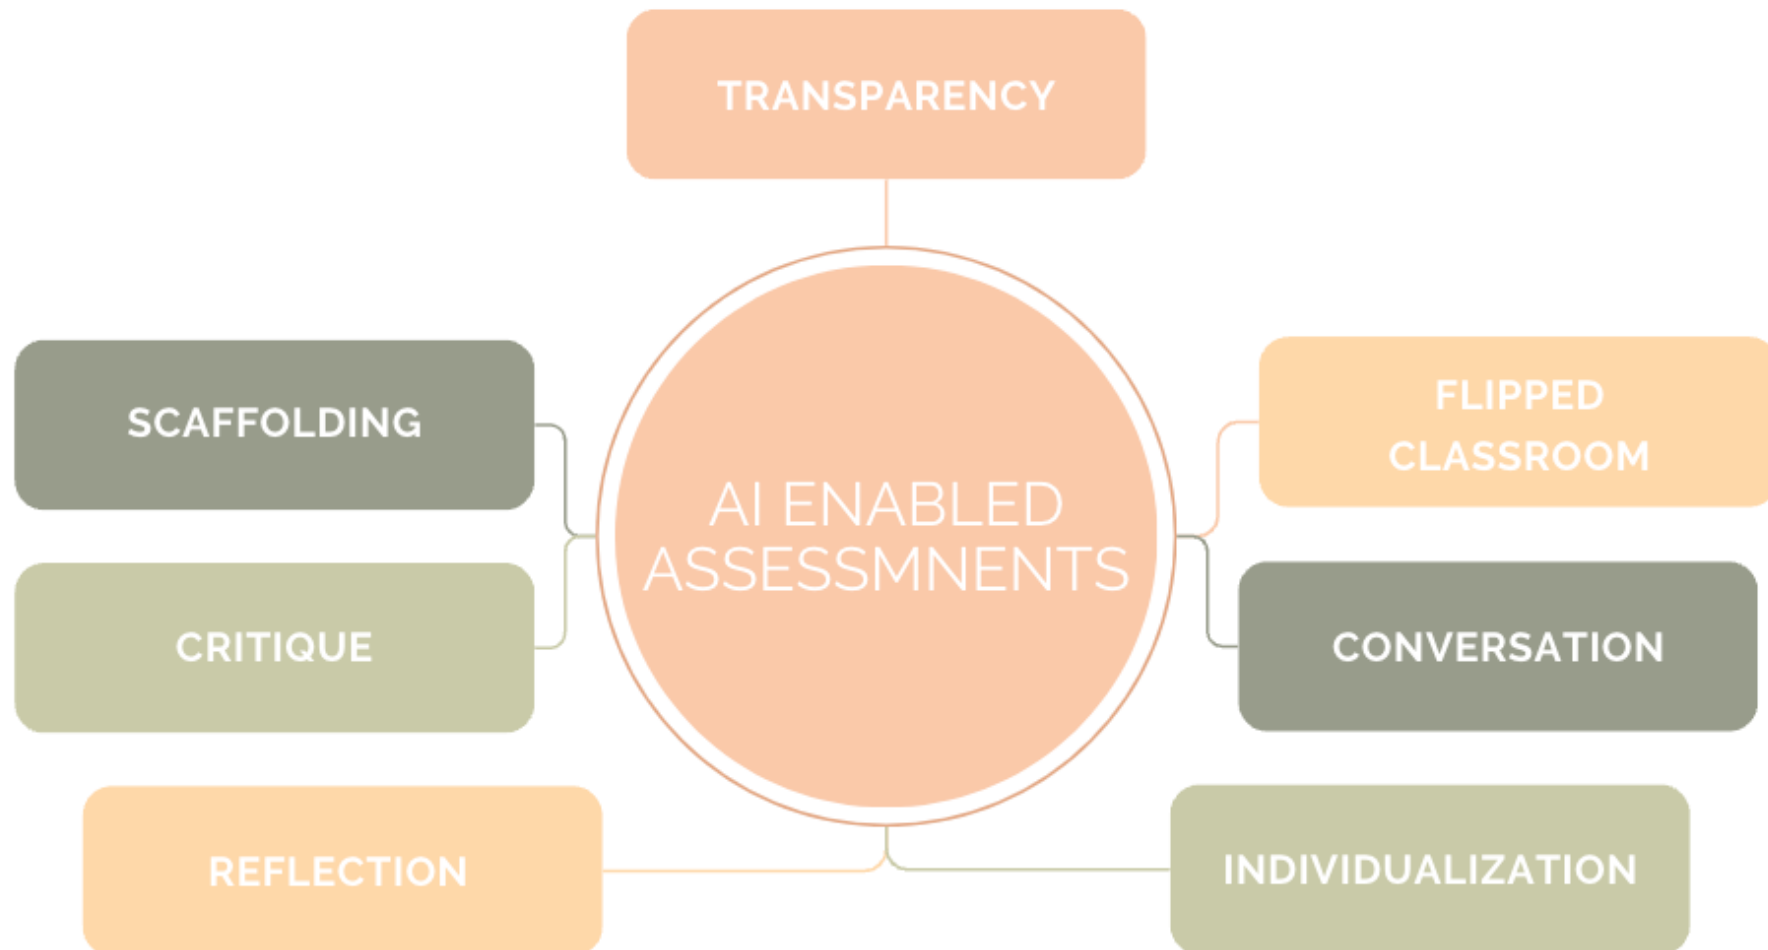 TRANSPARENCY
SCAFFOLDING
FLIPPED
CLASSROOM
AI ENABLED
ASSESSMNENTS
CRITIQUE
CONVERSATION
REFLECTION
INDIVIDUALIZATION